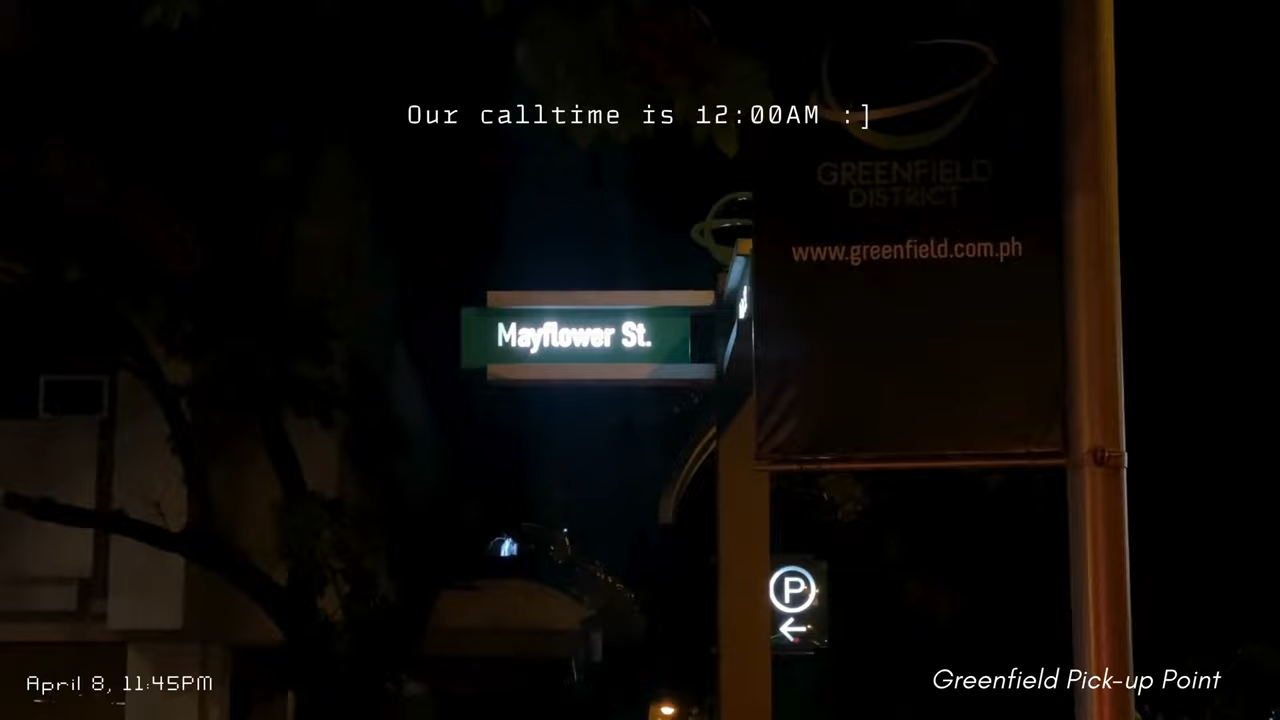 Our calltime is 12:00AM :]
GREENFIELD
DISTRICT
www.greenfield.com.ph
Mayflower St.
P
April 8, 11:45PM
Greenfield Pick-up Point